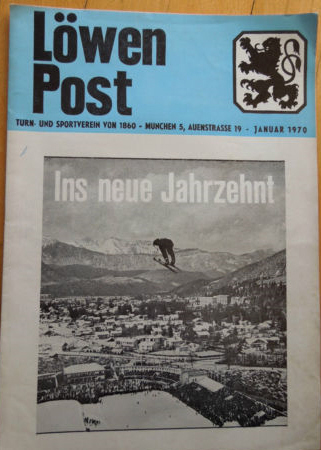 Löwen
Post
TURN- UND SPORTVEREIN VON 1860 - MÜNCHEN 5, AUENSTRASSE 19 - JANUAR 1970
Ins neue Jahrzehnt